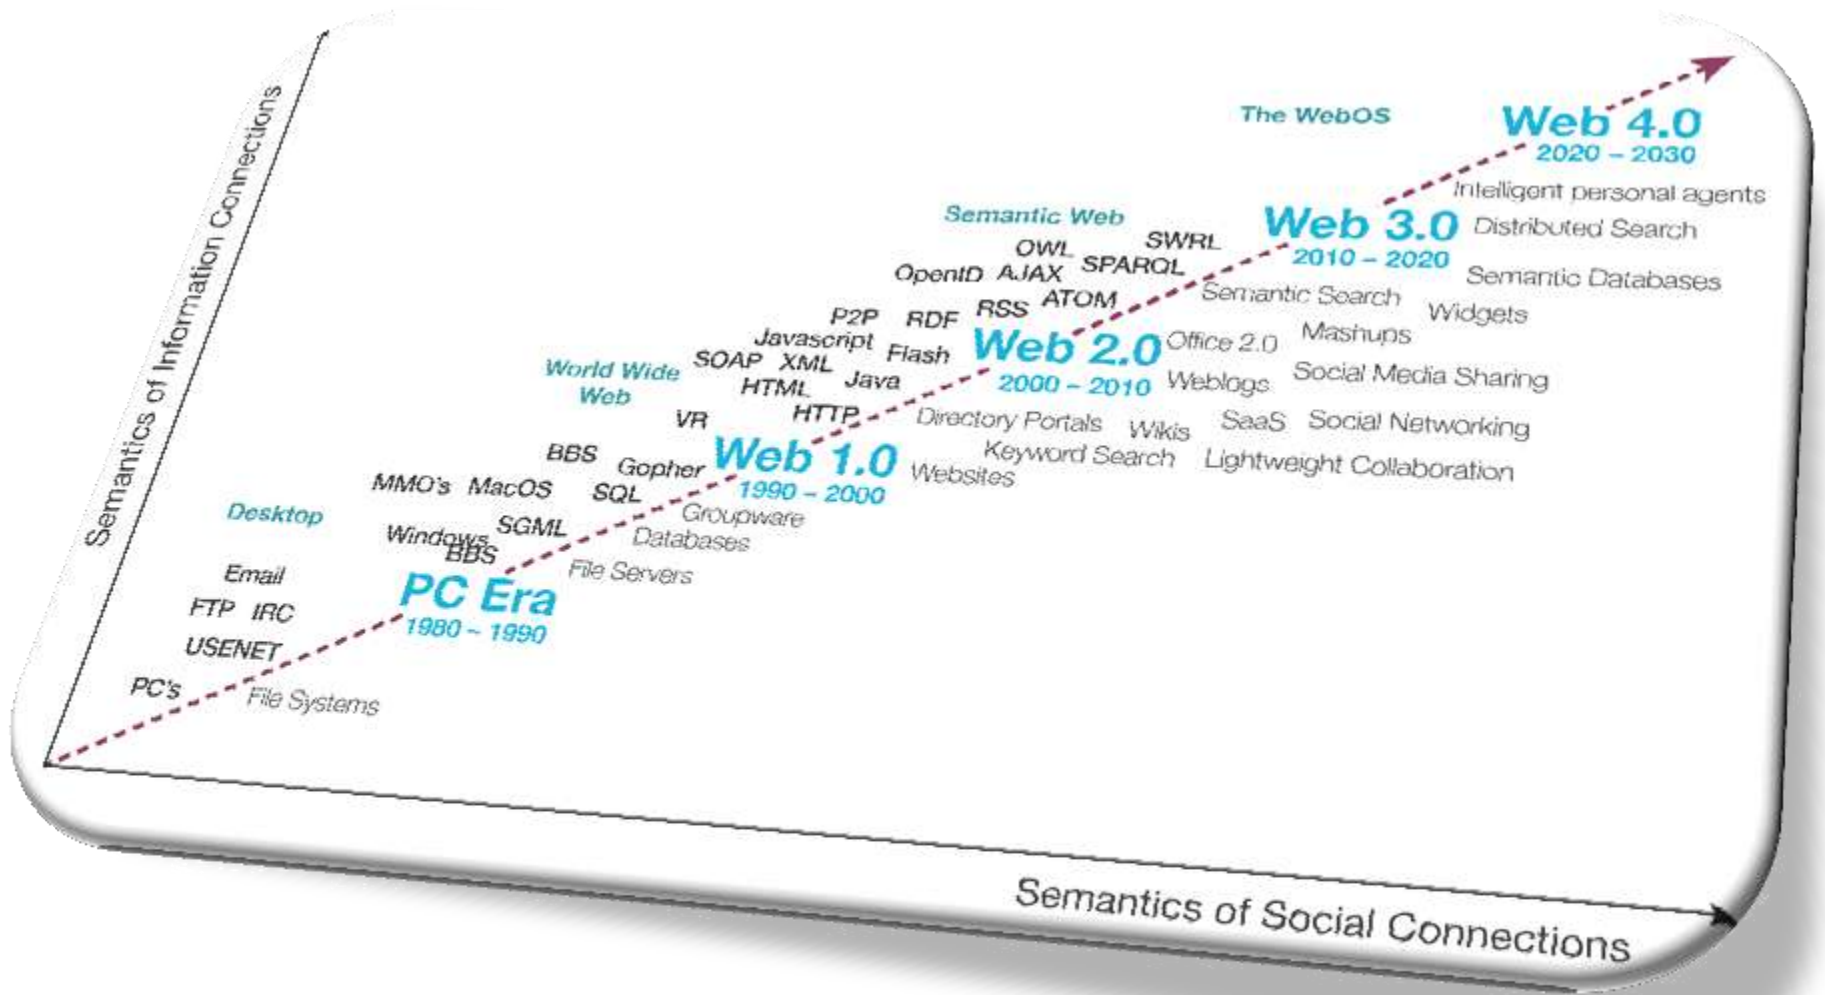 Semantics of Information Connections
The WebOS
Web 4.0
2020 – 2030
Intelligent personal agents
Semantic Web
SWRL
Web 3.0
2010 – 2020
Distributed Search
OWL
SPARQL
OpenID AJAX
Semantic Databases
Semantic Search
Widgets
ATOM
P2P RDF RSS
Javascript
Flash
Web 2.0
2000 – 2010
Office 2.0
Mashups
World Wide
Web
SOAP XML
HTML
Java
Weblogs
Social Media Sharing
VR
HTTP
Directory Portals
Wikis
SaaS
Social Networking
BBS
Gopher
Web 1.0
1990 – 2000
Websites
Keyword Search
Lightweight Collaboration
MMO's MacOS
SQL
Groupware
Desktop
Windows
SGML
BBS
Databases
File Servers
Email
PC Era
1980 – 1990
FTP IRC
USENET
PC's
File Systems
Semantics of Social Connections